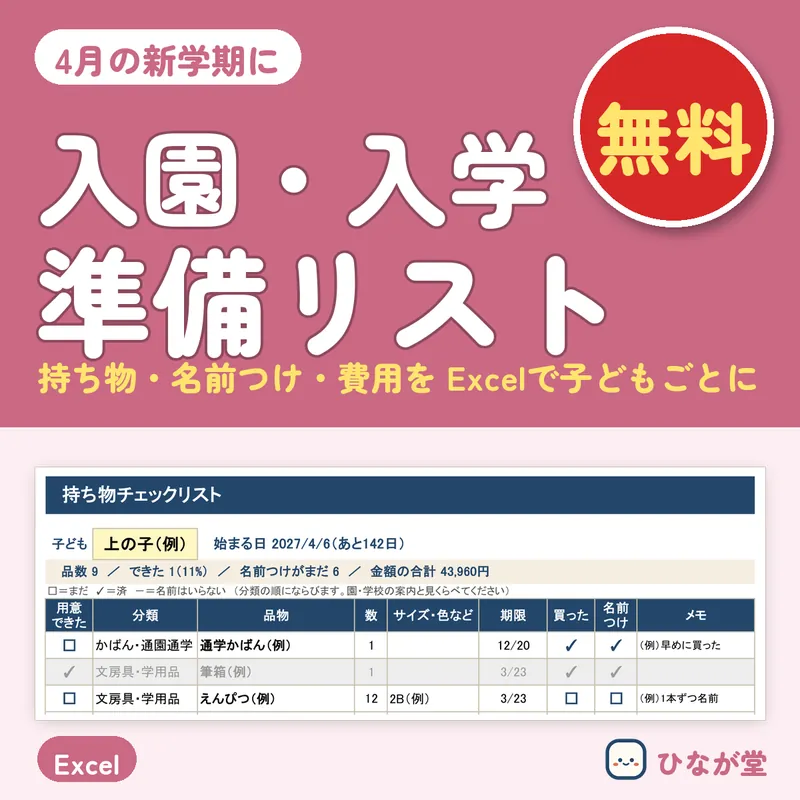 4月の新学期に
無料
入園・入学
準備リスト
持ち物・名前つけ・費用を Excelで子どもごとに
持ち物チェックリスト
子ども 上の子(例) 始まる日 2027/4/6(あと142日)
品数 9 / できた 1(11%) / 名前つけがまだ 6 / 金額の合計 43,960円
□=まだ ✓=済 −=名前はいらない (分類の順にならびます。園・学校の案内と見くらべてください)
用意できた 分類 品物 数 サイズ・色など 期限 買った 名前つけ メモ
□ かばん・通園通学 通学かばん(例) 1 12/20 ✓ ✓ (例)早めに買った
✓ 文房具・学用品 筆箱(例) 1 3/23 ✓ ✓
□ 文房具・学用品 えんぴつ(例) 12 2B(例) 3/23 □ □ (例)1本ずつ名前
Excel
ひなが堂